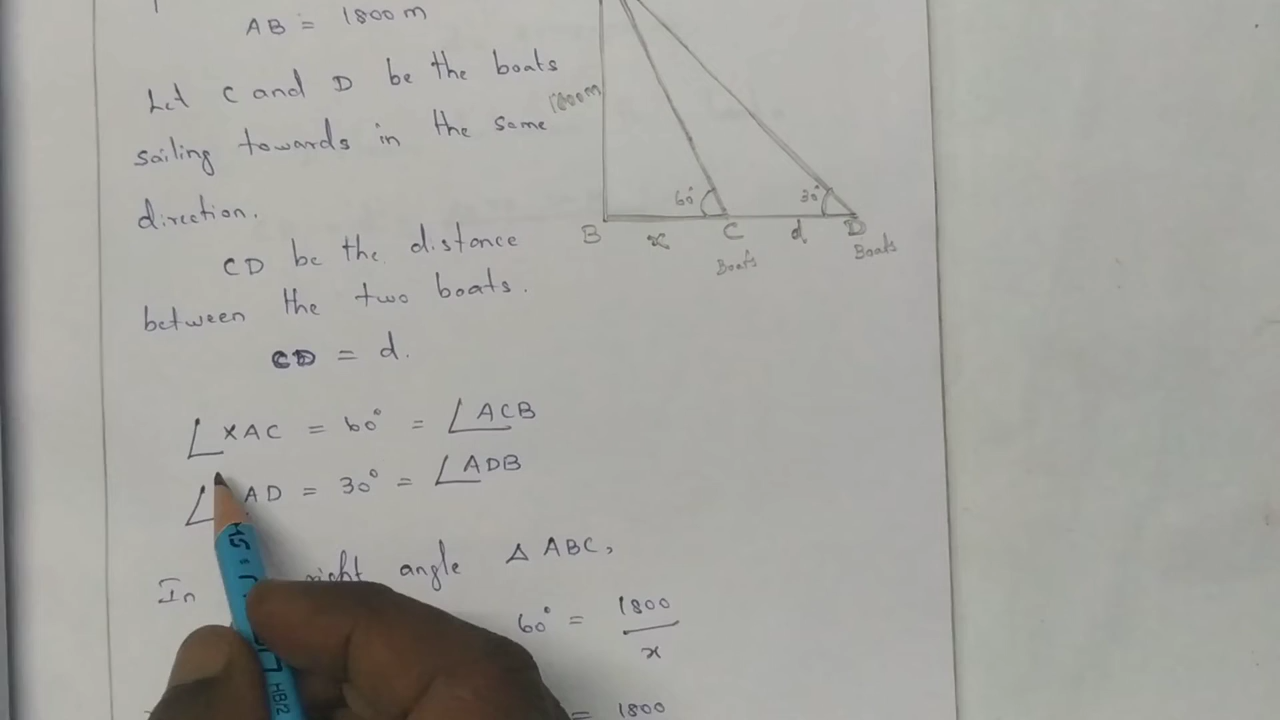 AB = 1800 m
Let C and D be the boats
sailing towards in the same
direction.
CD be the distance
between the two boats.
CD = d.
∠XAC = 60° = ∠ACB
∠ AD = 30° = ∠ADB
In right angle △ ABC,
60° = 1800
x
= 1800
1800m
60°
30°
B
x
C
d
D
Boats
Boats
HB/2